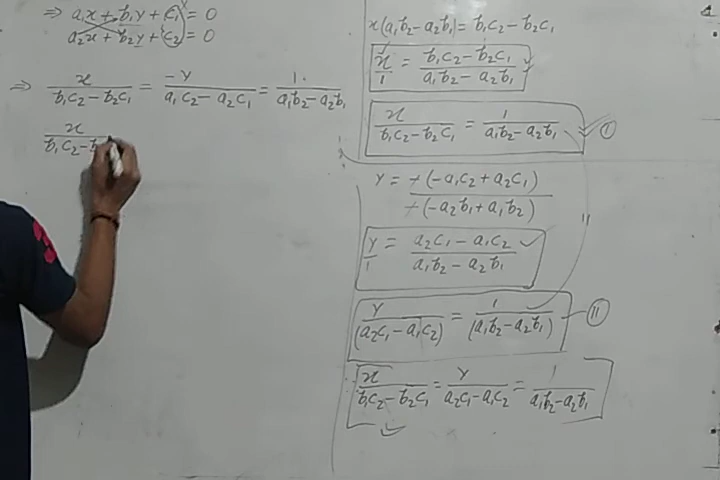 ⇒ a₁x + b₁y + c₁ = 0
a₂x + b₂y + c₂ = 0
⇒ x/(b₁c₂ − b₂c₁) = −y/(a₁c₂ − a₂c₁) = 1/(a₁b₂ − a₂b₁)
x/(b₁c₂ − b
x(a₁b₂ − a₂b₁) = b₁c₂ − b₂c₁
x/1 = (b₁c₂ − b₂c₁)/(a₁b₂ − a₂b₁)
x/(b₁c₂ − b₂c₁) = 1/(a₁b₂ − a₂b₁) I
y = +(−a₁c₂ + a₂c₁)/+(−a₂b₁ + a₁b₂)
y/1 = (a₂c₁ − a₁c₂)/(a₁b₂ − a₂b₁)
y/(a₂c₁ − a₁c₂) = 1/(a₁b₂ − a₂b₁) — II
x/(b₁c₂ − b₂c₁) = y/(a₂c₁ − a₁c₂) = 1/(a₁b₂ − a₂b₁)